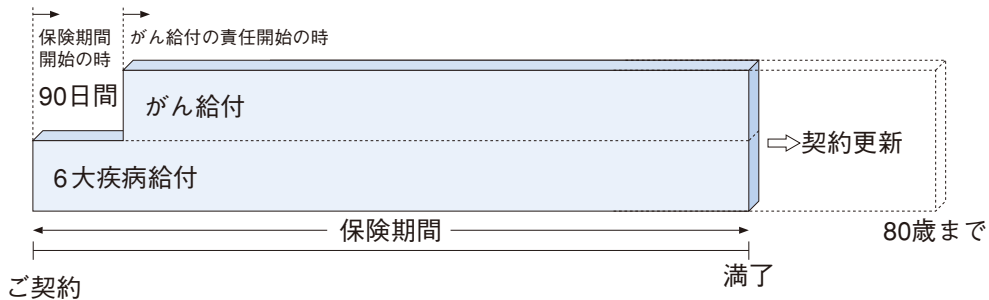 保険期間
開始の時
がん給付の責任開始の時
90日間
がん給付
契約更新
6大疾病給付
保険期間
80歳まで
ご契約
満了